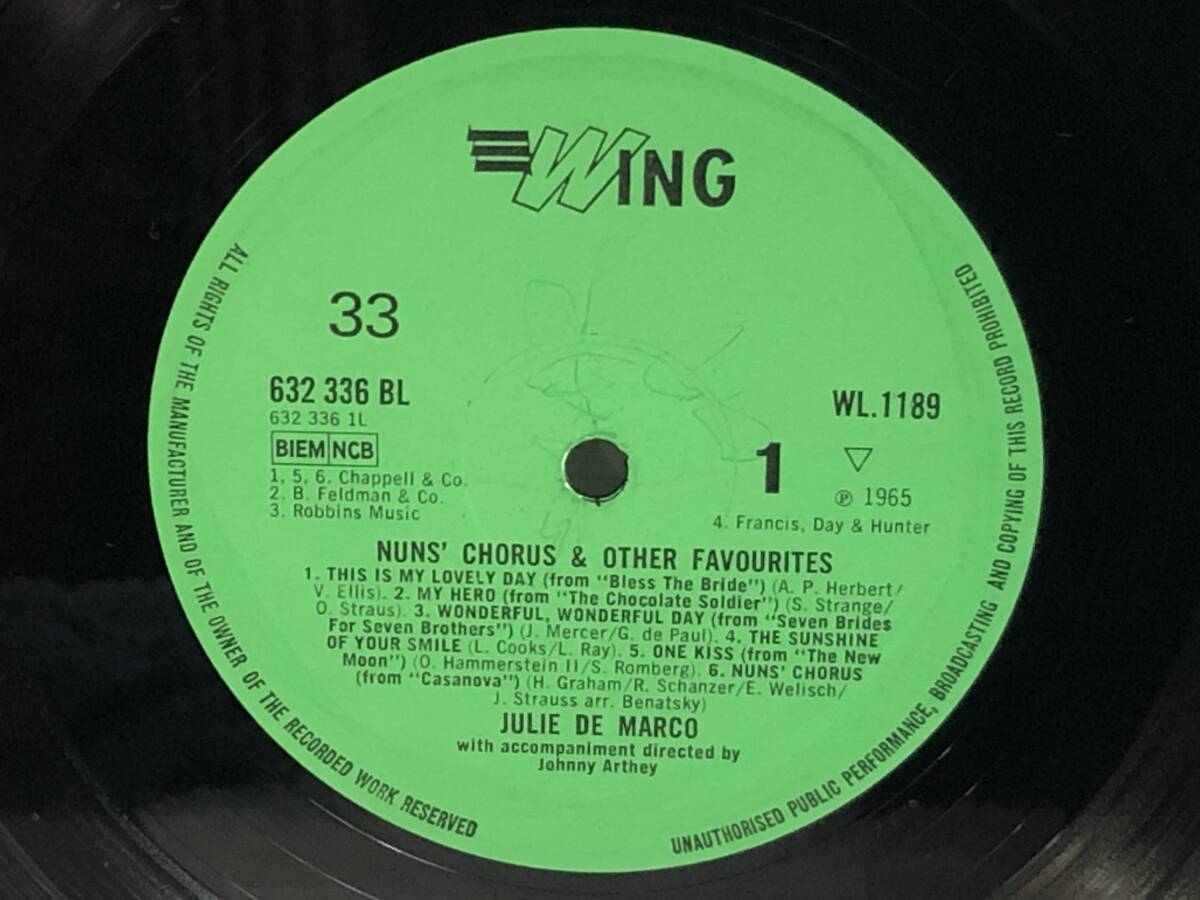 WING
33
632 336 BL
632 336 1L
BIEM NCB
1, 5, 6. Chappell & Co.
2. B. Feldman & Co.
3. Robbins Music
WL.1189
1
℗ 1965
4. Francis, Day & Hunter
NUNS' CHORUS & OTHER FAVOURITES
1. THIS IS MY LOVELY DAY (from "Bless The Bride") (A. P. Herbert/
V. Ellis). 2. MY HERO (from "The Chocolate Soldier") (S. Strange/
O. Straus). 3. WONDERFUL, WONDERFUL DAY (from "Seven Brides
For Seven Brothers") (J. Mercer/G. de Paul). 4. THE SUNSHINE
OF YOUR SMILE (L. Cooks/L. Ray). 5. ONE KISS (from "The New
Moon") (O. Hammerstein II/S. Romberg). 6. NUNS' CHORUS
(from "Casanova") (H. Graham/R. Schanzer/E. Welisch/
J. Strauss arr. Benatsky)
JULIE DE MARCO
with accompaniment directed by
Johnny Arthey
ALL RIGHTS OF THE MANUFACTURER AND OF THE OWNER OF THE RECORDED WORK RESERVED
UNAUTHORISED PUBLIC PERFORMANCE, BROADCASTING AND COPYING OF THIS RECORD PROHIBITED